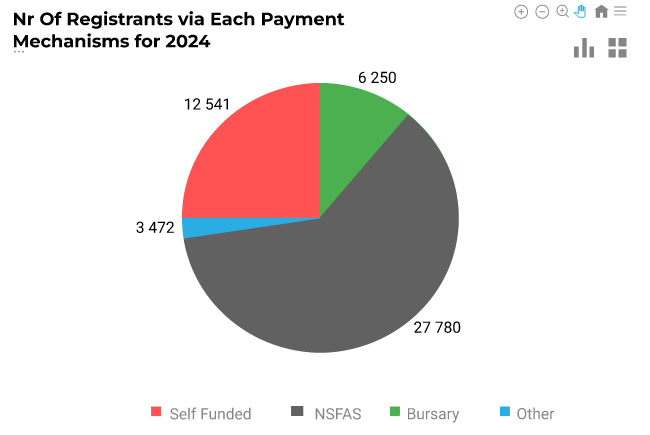 Nr Of Registrants via Each Payment
Mechanisms for 2024
6 250
12 541
3 472
27 780
Self Funded
NSFAS
Bursary
Other